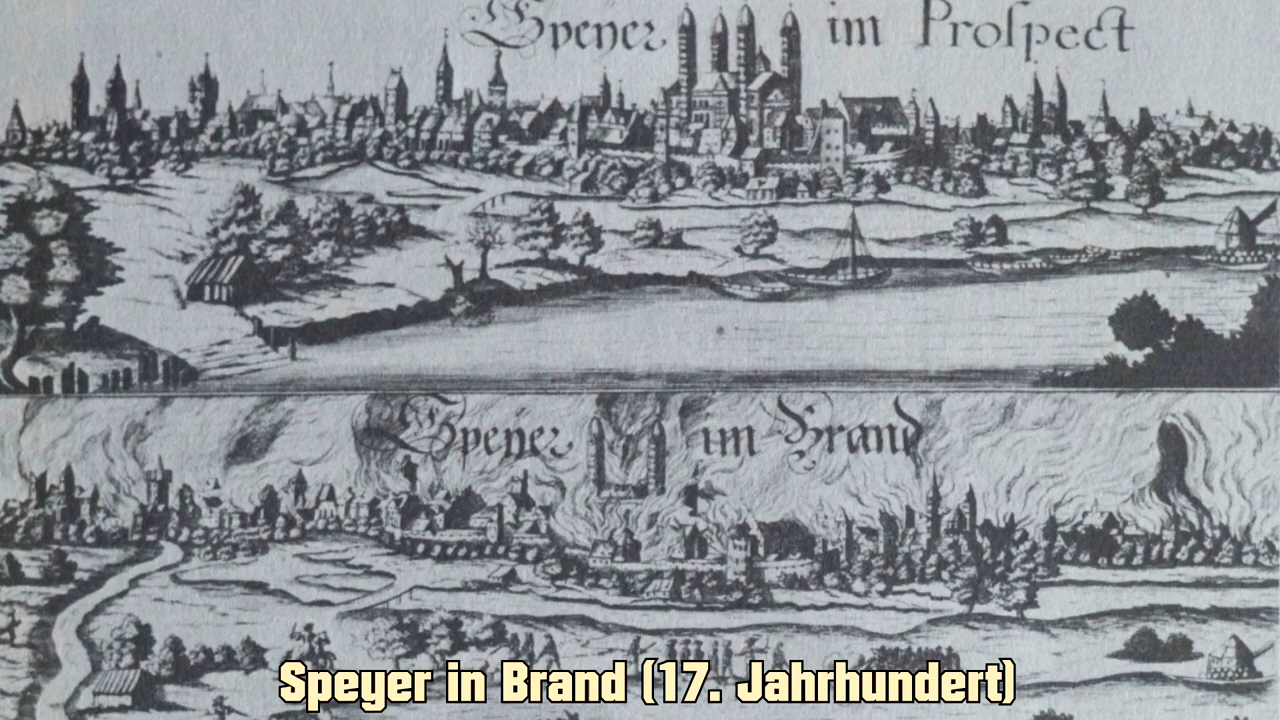 Speyer im Prospect
Speyer im Brand
Speyer in Brand (17. Jahrhundert)